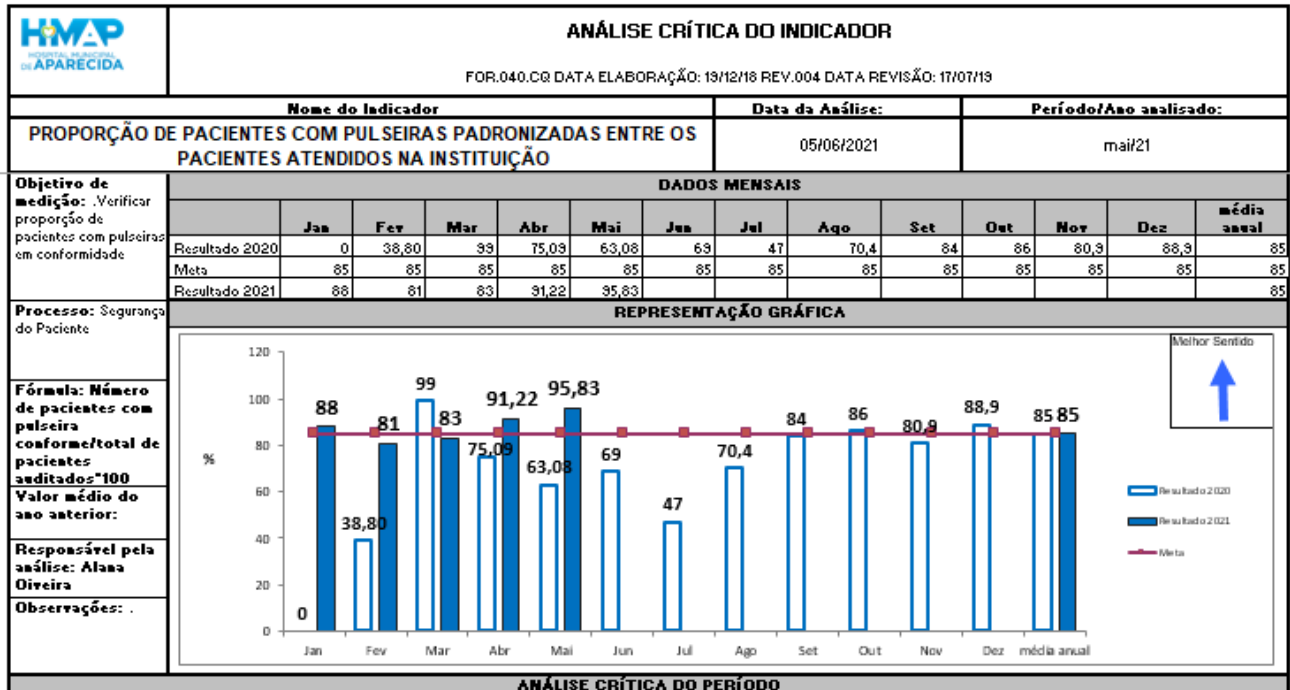 HMAP
HOSPITAL MUNICIPAL
DE APARECIDA
ANÁLISE CRÍTICA DO INDICADOR
FOR.040.CQ DATA ELABORAÇÃO: 19/12/18 REV.004 DATA REVISÃO: 17/07/19
Nome do Indicador Data da Análise: Período/Ano analisado:
PROPORÇÃO DE PACIENTES COM PULSEIRAS PADRONIZADAS ENTRE OS
PACIENTES ATENDIDOS NA INSTITUIÇÃO
05/06/2021
mai/21
Objetivo de
medição: .Verificar
proporção de
pacientes com pulseiras
em conformidade
DADOS MENSAIS
Jan Fev Mar Abr Mai Jun Jul Ago Set Out Nov Dez média anual
Resultado 2020 0 38,80 99 75,09 63,08 69 47 70,4 84 86 80,9 88,9 85
Meta 85 85 85 85 85 85 85 85 85 85 85 85 85
Resultado 2021 88 81 83 91,22 95,83 85
Processo: Segurança
do Paciente
Fórmula: Número
de pacientes com
pulseira
conforme/total de
pacientes
auditados*100
Valor médio do
ano anterior:
Responsável pela
análise: Alana
Oiveira
Observações: .
REPRESENTAÇÃO GRÁFICA
Melhor Sentido
120
100
80
60
40
20
0
%
0 88
38,80 81
99 83
75,09 91,22
63,08 95,83
69
47
70,4
84
86
80,9
88,9
85 85
Jan Fev Mar Abr Mai Jun Jul Ago Set Out Nov Dez média anual
Resultado 2020
Resultado 2021
Meta
ANÁLISE CRÍTICA DO PERÍODO